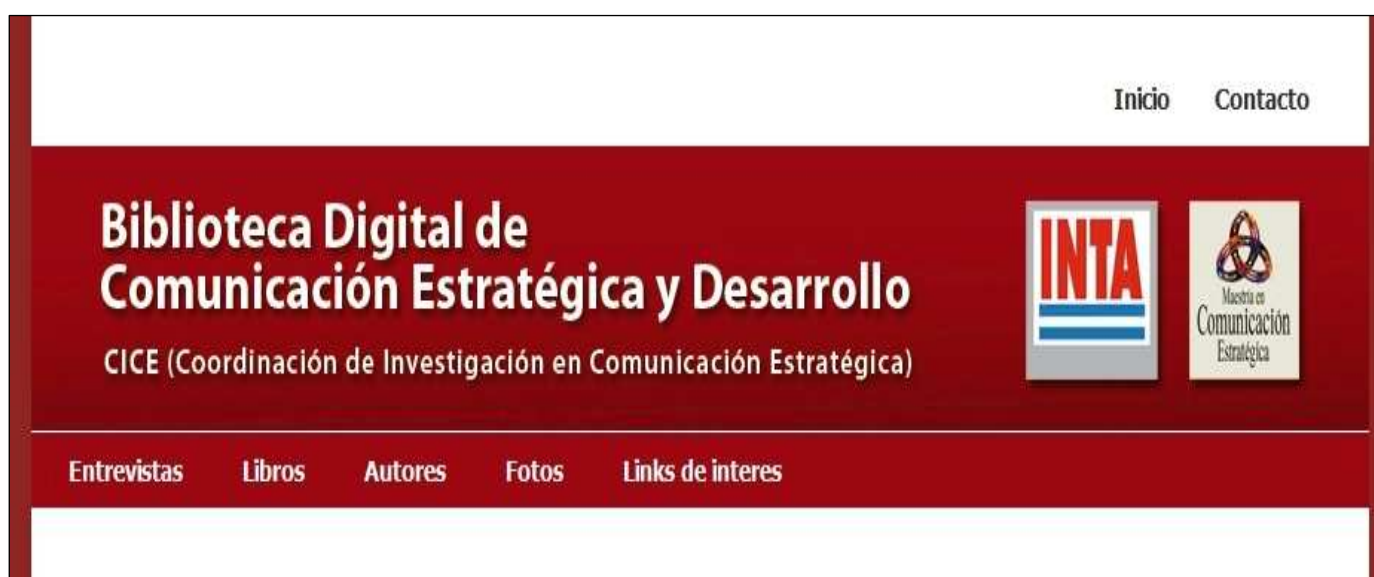 Inicio Contacto
Biblioteca Digital de
Comunicación Estratégica y Desarrollo
CICE (Coordinación de Investigación en Comunicación Estratégica)
INTA
Maestría en
Comunicación
Estratégica
Entrevistas Libros Autores Fotos Links de interes